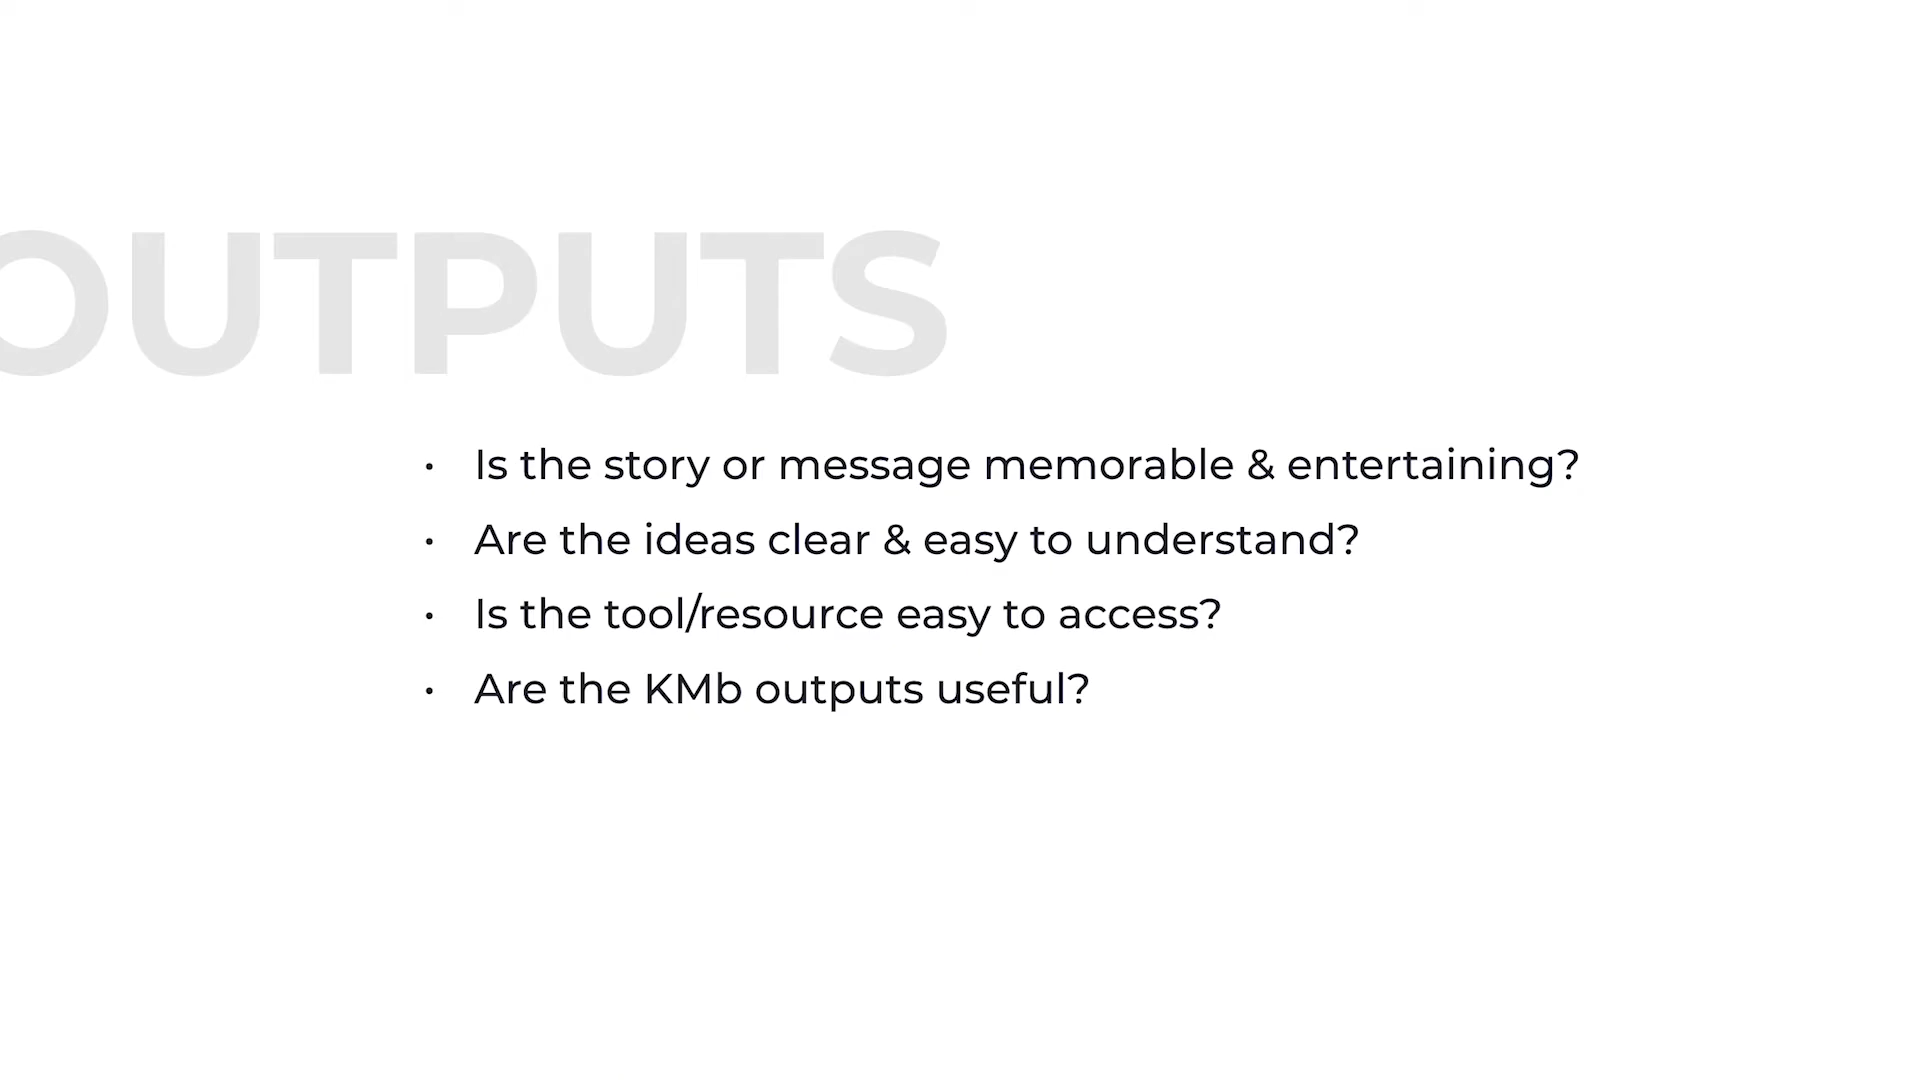 OUTPUTS
• Is the story or message memorable & entertaining?
• Are the ideas clear & easy to understand?
• Is the tool/resource easy to access?
• Are the KMb outputs useful?